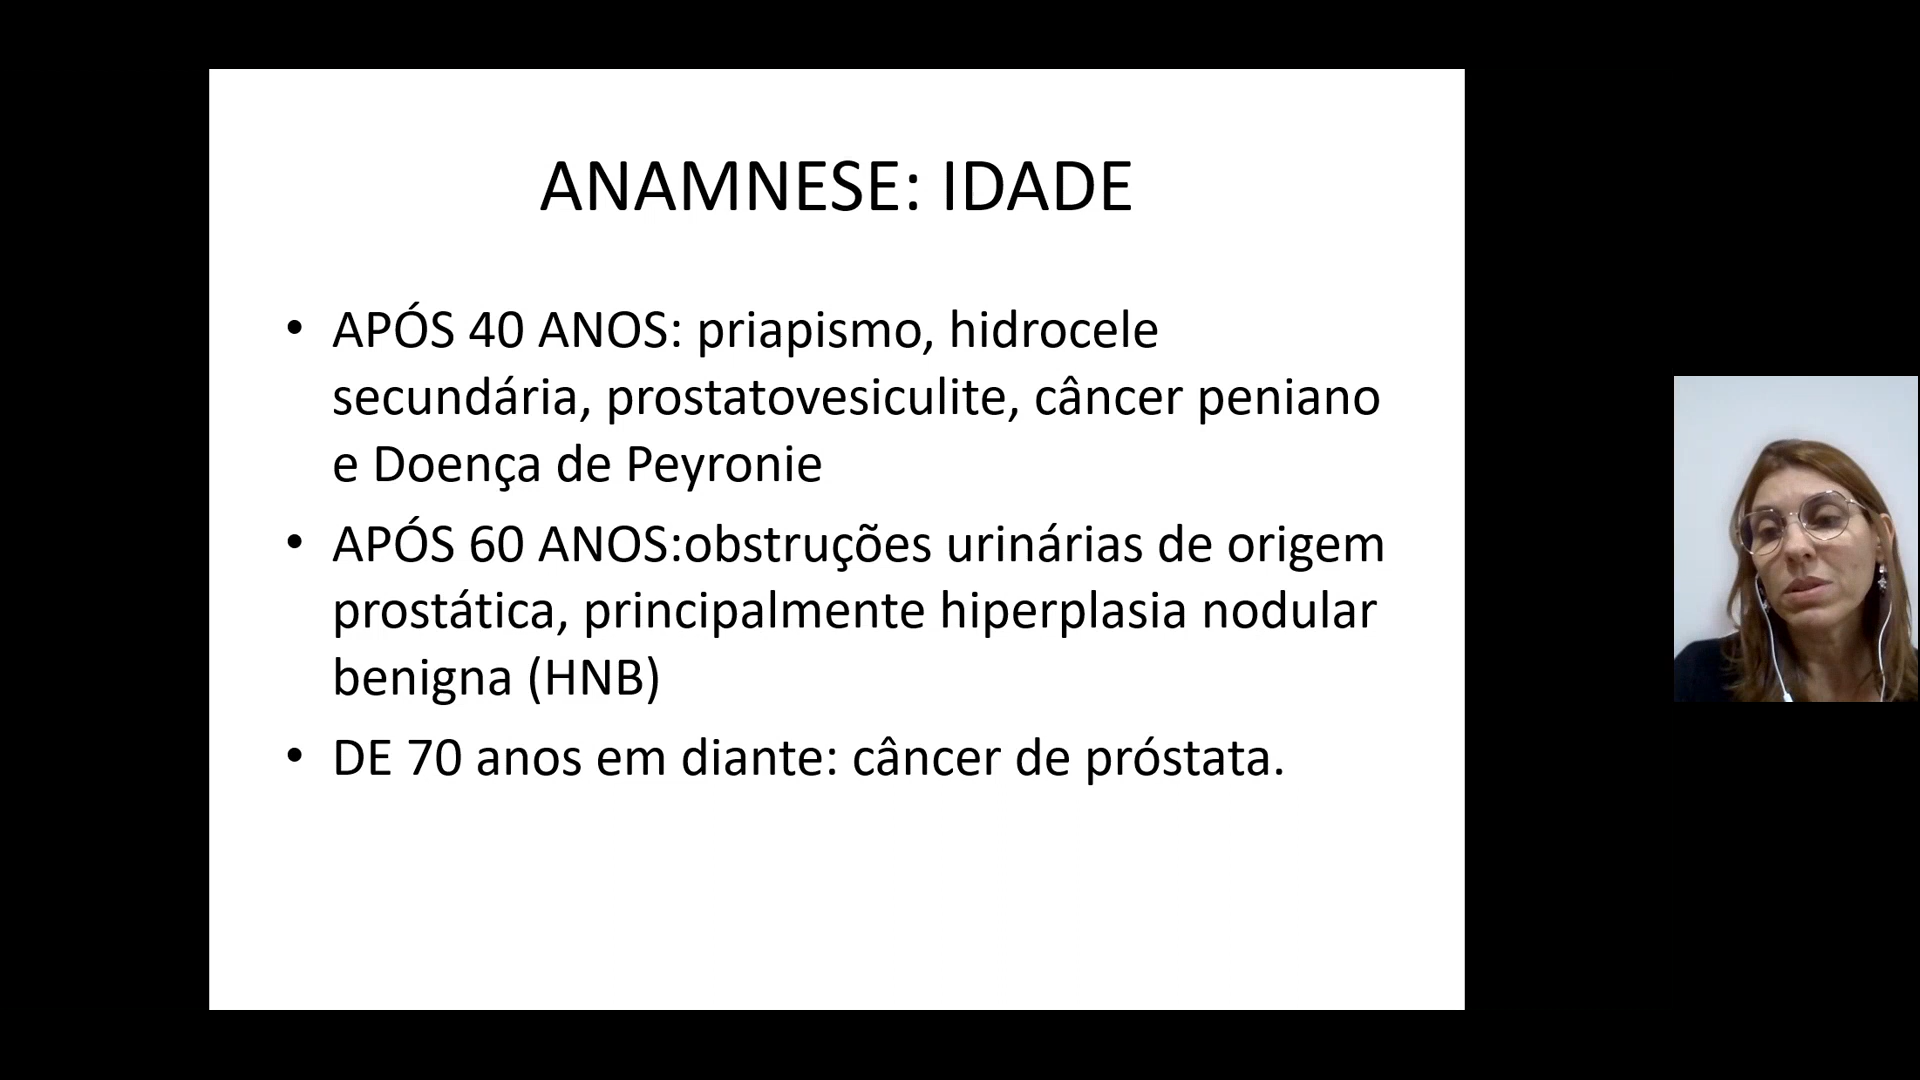 ANAMNESE: IDADE
• APÓS 40 ANOS: priapismo, hidrocele
secundária, prostatovesiculite, câncer peniano
e Doença de Peyronie
• APÓS 60 ANOS:obstruções urinárias de origem
prostática, principalmente hiperplasia nodular
benigna (HNB)
• DE 70 anos em diante: câncer de próstata.